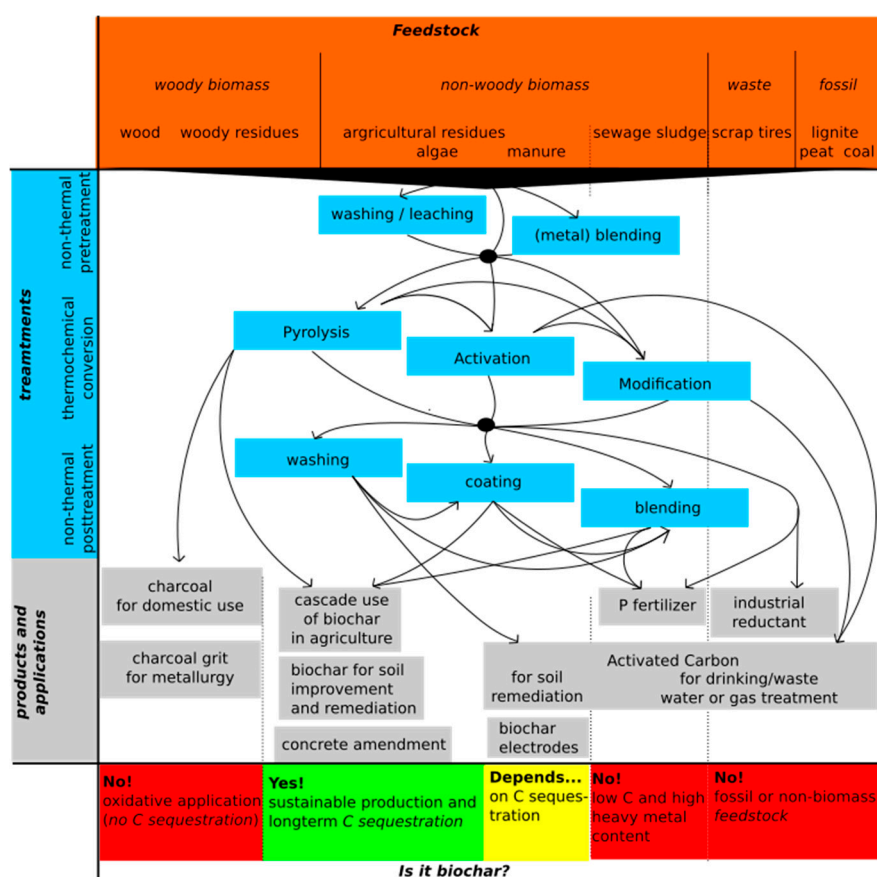 Feedstock
woody biomass
non-woody biomass
waste
fossil
wood woody residues
argricultural residues
algae manure
sewage sludge
scrap tires
lignite
peat coal
treamtments
non-thermal
pretreatment
washing / leaching
(metal) blending
thermochemical
conversion
Pyrolysis
Activation
Modification
non-thermal
posttreatment
washing
coating
blending
products and
applications
charcoal
for domestic use
charcoal grit
for metallurgy
cascade use
of biochar
in agriculture
biochar for soil
improvement
and remediation
concrete amendment
P fertilizer
industrial
reductant
Activated Carbon
for soil
remediation
for drinking/waste
water or gas treatment
biochar
electrodes
No!
oxidative application
(no C sequestration)
Yes!
sustainable production and
longterm C sequestration
Depends...
on C seques-
tration
No!
low C and high
heavy metal
content
No!
fossil or non-biomass
feedstock
Is it biochar?